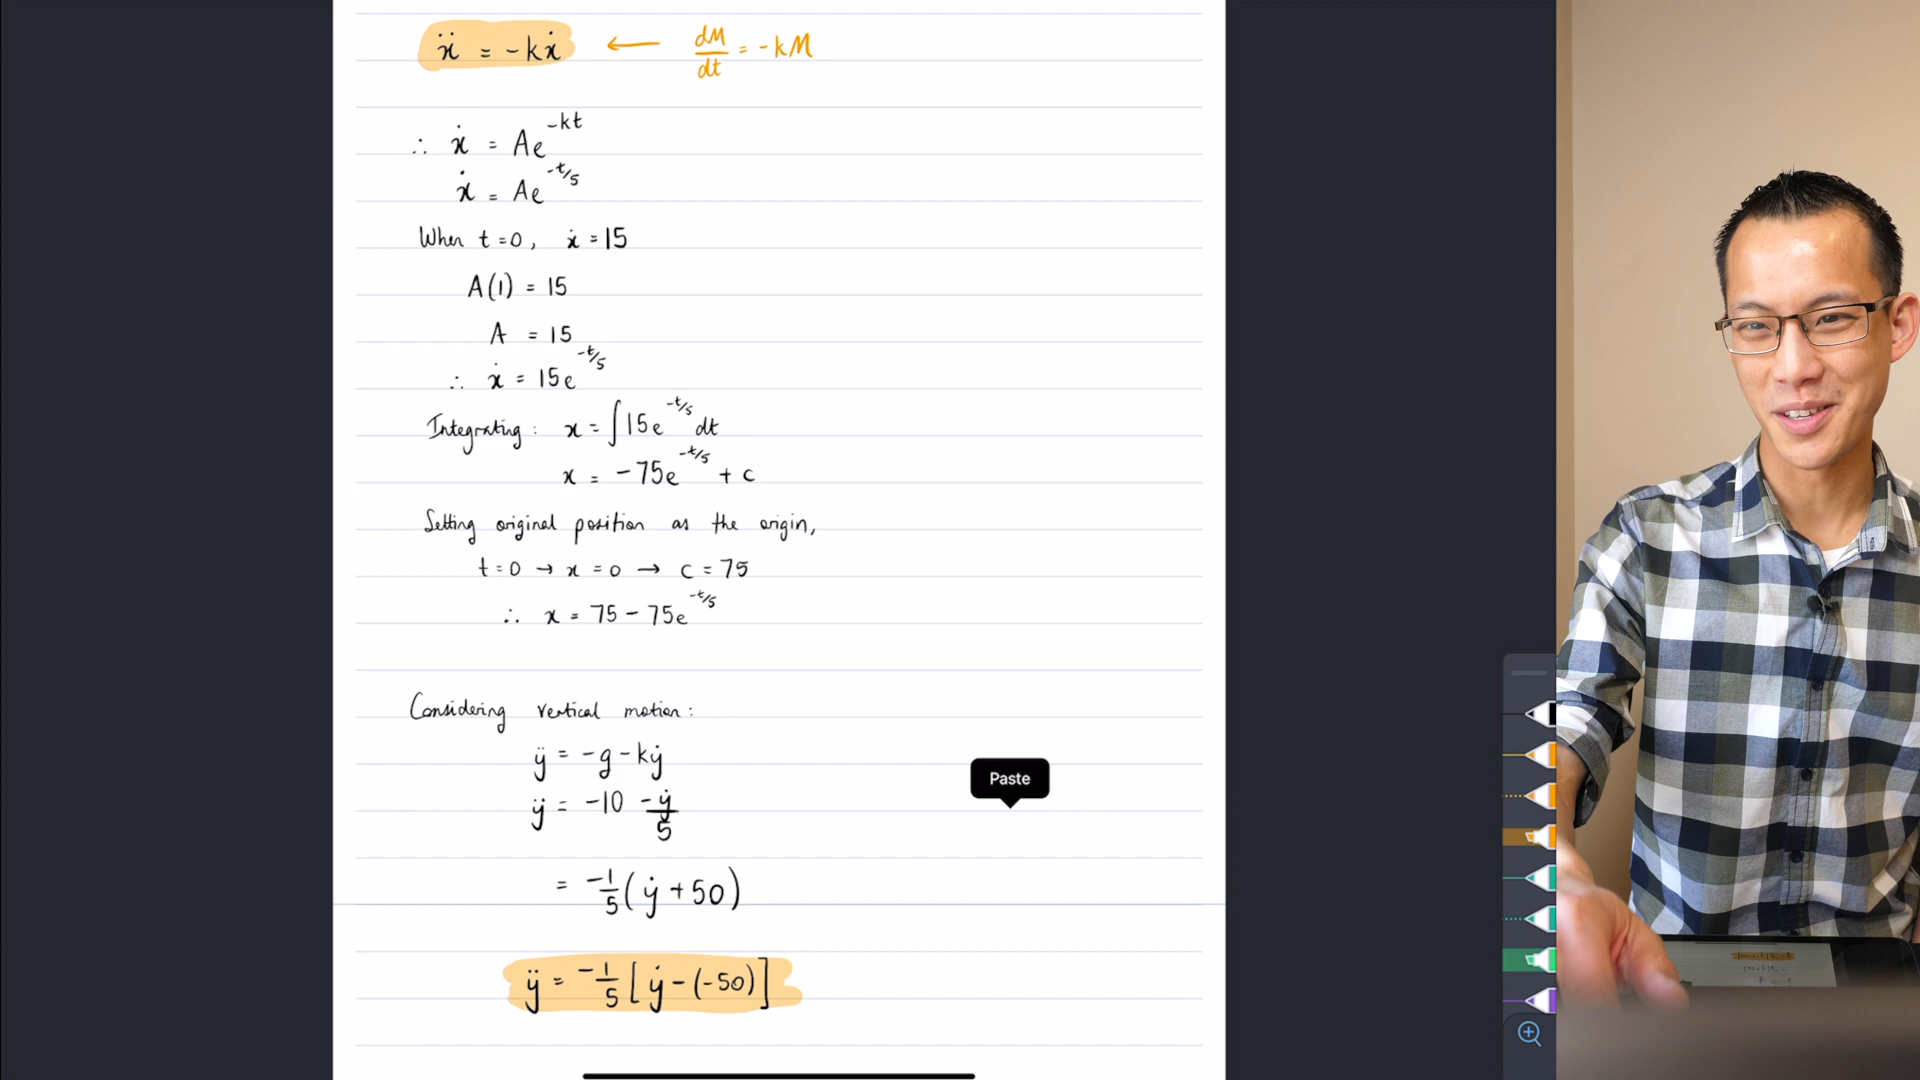 ẍ = -kẋ ← dM/dt = -kM
∴ ẋ = Ae^(-kt)
ẋ = Ae^(-t/5)
When t=0, ẋ = 15
A(1) = 15
A = 15
∴ ẋ = 15e^(-t/5)
Integrating: x = ∫15e^(-t/5) dt
x = -75e^(-t/5) + c
Setting original position as the origin,
t=0 → x=0 → c=75
∴ x = 75 - 75e^(-t/5)
Considering vertical motion:
ÿ = -g - kẏ
ÿ = -10 -ẏ/5
Paste
= -1/5(ẏ+50)
ÿ = -1/5[ẏ-(-50)]